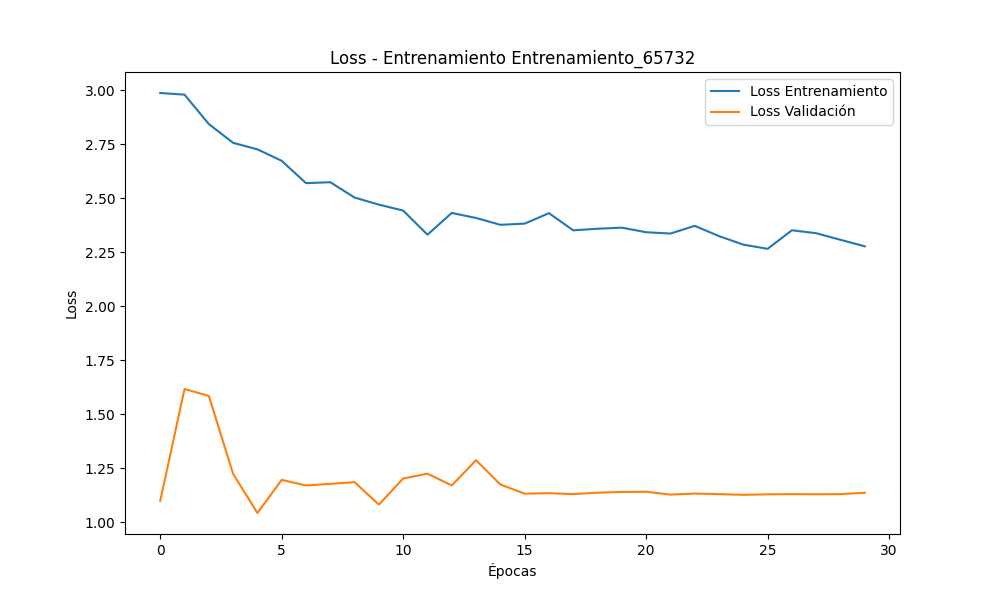 Loss - Entrenamiento Entrenamiento_65732
Loss Entrenamiento
Loss Validación
3.00
2.75
2.50
2.25
2.00
1.75
1.50
1.25
1.00
Loss
0 5 10 15 20 25 30
Épocas